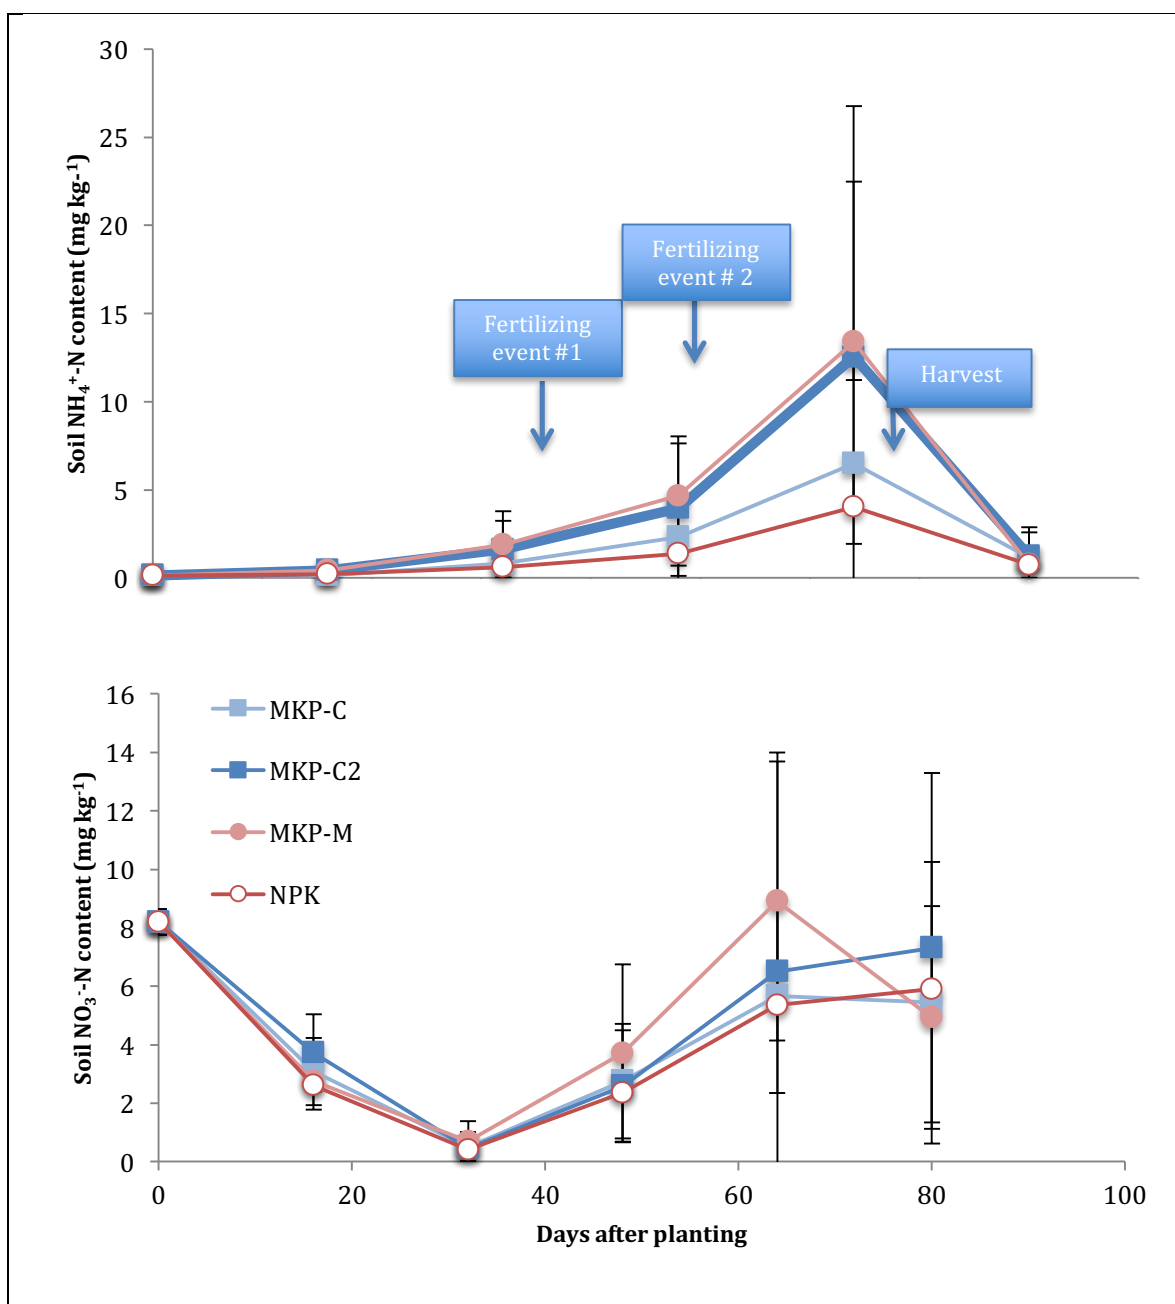 30
25
20
15
10
5
0
Soil NH₄⁺-N content (mg kg-¹)
Fertilizing
event # 2
Fertilizing
event #1
Harvest
16
14
12
10
8
6
4
2
0
Soil NO₃⁻-N content (mg kg⁻¹)
MKP-C
MKP-C2
MKP-M
NPK
0 20 40 60 80 100
Days after planting